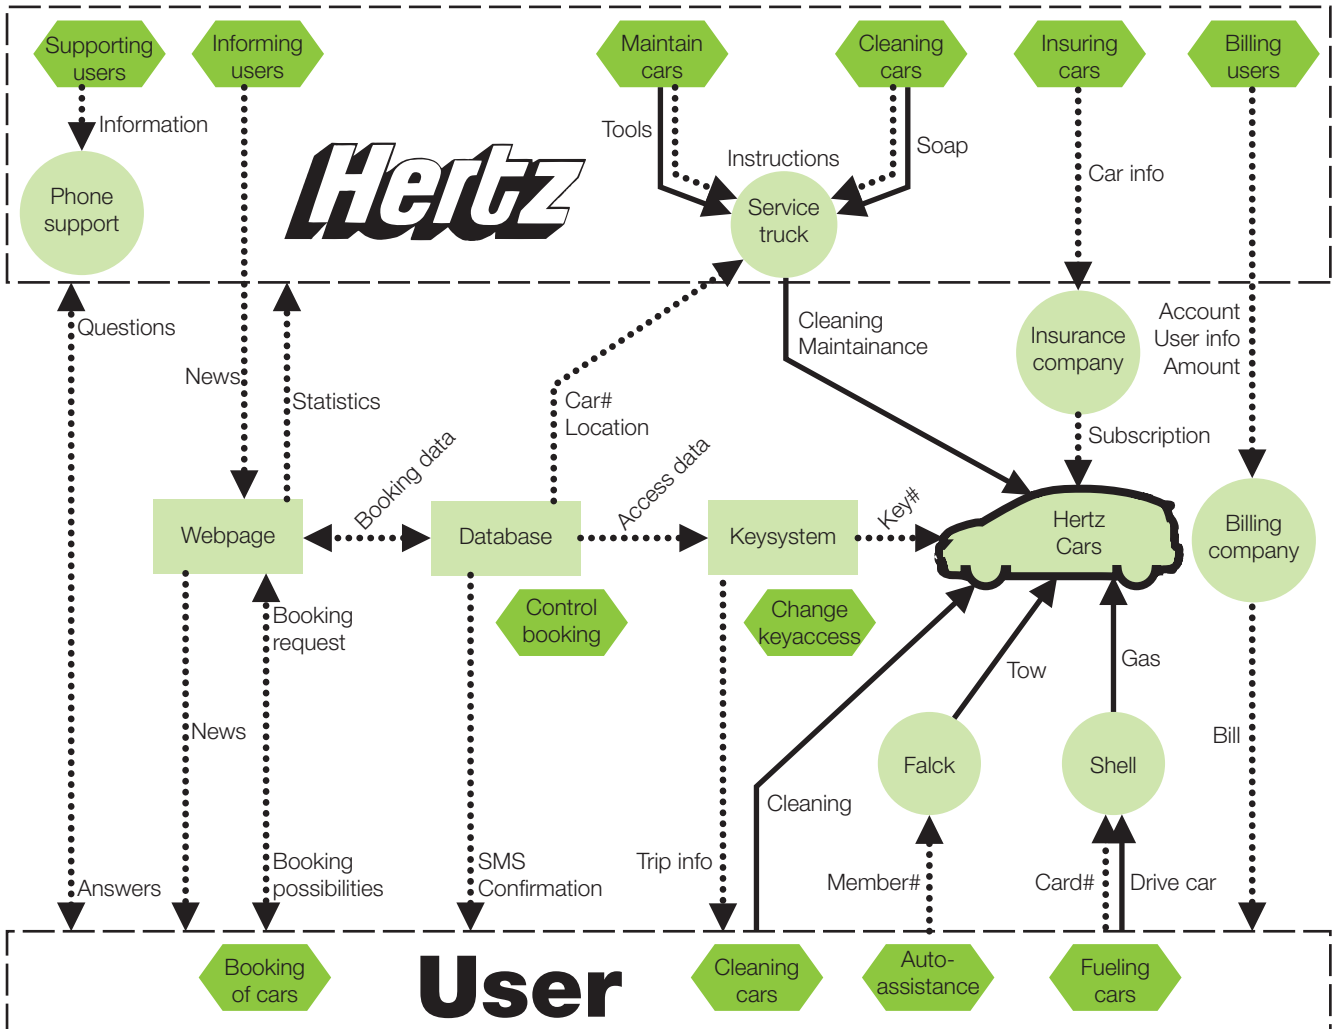 Supporting
users
Informing
users
Maintain
cars
Cleaning
cars
Insuring
cars
Billing
users
Information
Tools
Instructions
Soap
Car info
Phone
support
Hertz
Service
truck
Questions
News
Statistics
Car#
Location
Cleaning
Maintainance
Insurance
company
Account
User info
Amount
Subscription
Booking data
Access data
Key#
Webpage
Database
Keysystem
Hertz
Cars
Billing
company
Control
booking
Change
keyaccess
Booking
request
Tow
Gas
News
Falck
Shell
Bill
Cleaning
Answers
Booking
possibilities
SMS
Confirmation
Trip info
Member#
Card#
Drive car
Booking
of cars
User
Cleaning
cars
Auto-
assistance
Fueling
cars